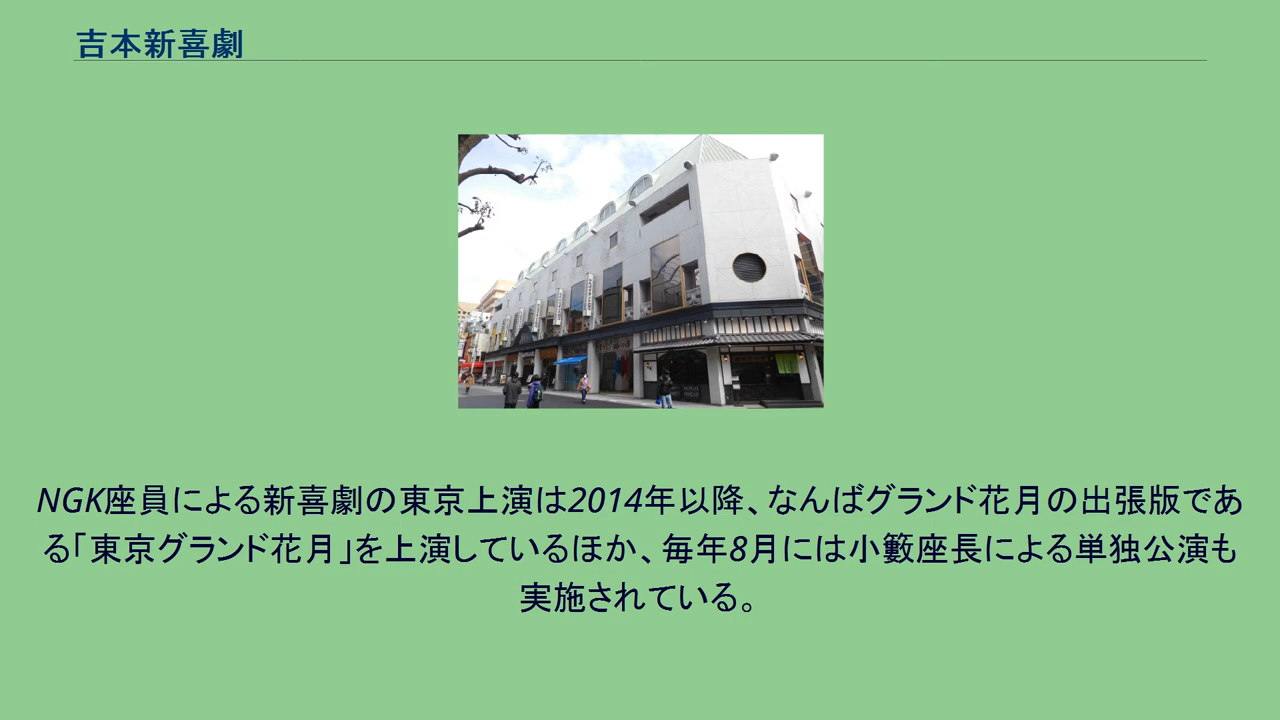 吉本新喜劇
NGK座員による新喜劇の東京上演は2014年以降、なんばグランド花月の出張版であ
る「東京グランド花月」を上演しているほか、毎年8月には小籔座長による単独公演も
実施されている。